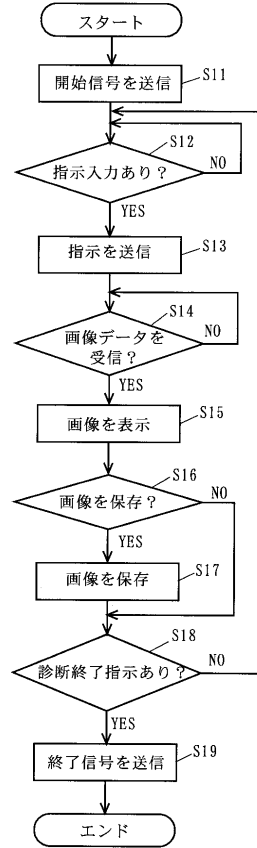 スタート
開始信号を送信
S11
S12
指示入力あり？
NO
YES
指示を送信
S13
S14
画像データを
受信？
NO
YES
画像を表示
S15
S16
画像を保存？
NO
YES
画像を保存
S17
S18
診断終了指示あり？
NO
YES
終了信号を送信
S19
エンド